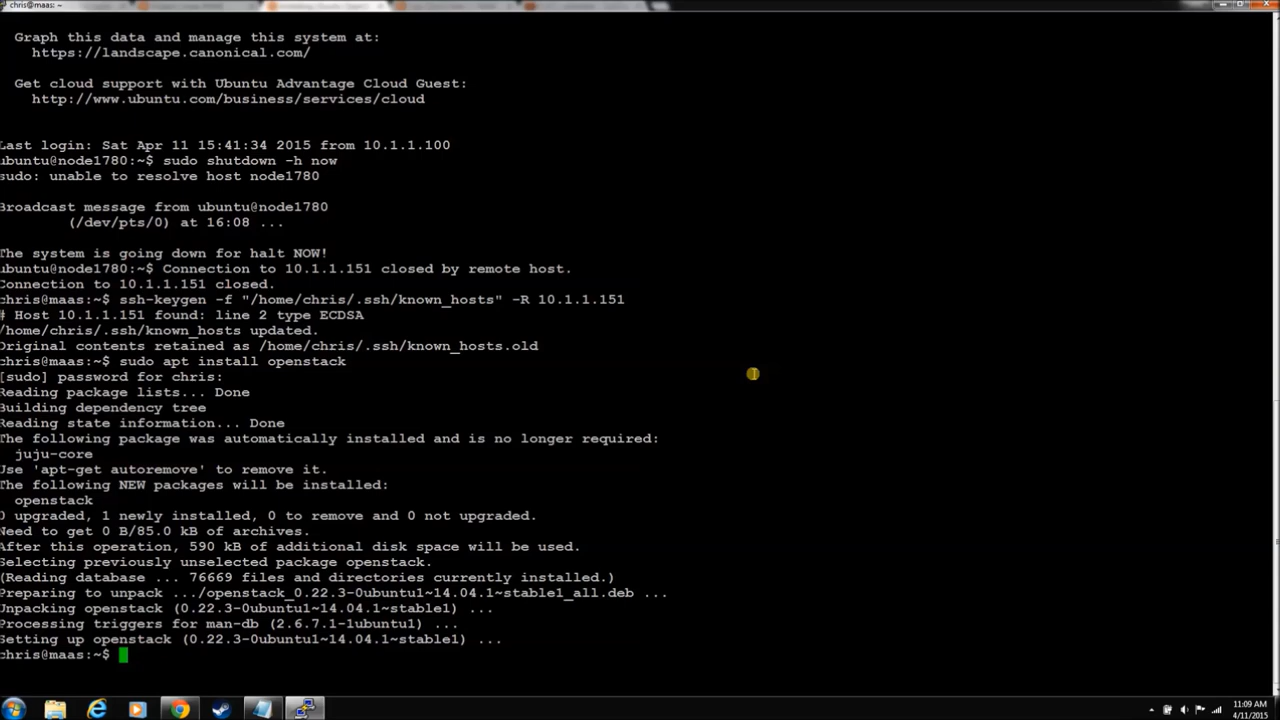 chris@maas: ~
Graph this data and manage this system at:
https://landscape.canonical.com/
Get cloud support with Ubuntu Advantage Cloud Guest:
http://www.ubuntu.com/business/services/cloud
Last login: Sat Apr 11 15:41:34 2015 from 10.1.1.100
ubuntu@node1780:~$ sudo shutdown -h now
sudo: unable to resolve host node1780
Broadcast message from ubuntu@node1780
(/dev/pts/0) at 16:08 ...
The system is going down for halt NOW!
ubuntu@node1780:~$ Connection to 10.1.1.151 closed by remote host.
Connection to 10.1.1.151 closed.
chris@maas:~$ ssh-keygen -f "/home/chris/.ssh/known_hosts" -R 10.1.1.151
# Host 10.1.1.151 found: line 2 type ECDSA
/home/chris/.ssh/known_hosts updated.
Original contents retained as /home/chris/.ssh/known_hosts.old
chris@maas:~$ sudo apt install openstack
[sudo] password for chris:
Reading package lists... Done
Building dependency tree
Reading state information... Done
The following package was automatically installed and is no longer required:
juju-core
Use 'apt-get autoremove' to remove it.
The following NEW packages will be installed:
openstack
0 upgraded, 1 newly installed, 0 to remove and 0 not upgraded.
Need to get 0 B/85.0 kB of archives.
After this operation, 590 kB of additional disk space will be used.
Selecting previously unselected package openstack.
(Reading database ... 76669 files and directories currently installed.)
Preparing to unpack .../openstack_0.22.3-0ubuntu1~14.04.1~stable1_all.deb ...
Unpacking openstack (0.22.3-0ubuntu1~14.04.1~stable1) ...
Processing triggers for man-db (2.6.7.1-1ubuntu1) ...
Setting up openstack (0.22.3-0ubuntu1~14.04.1~stable1) ...
chris@maas:~$
11:09 AM
4/11/2015